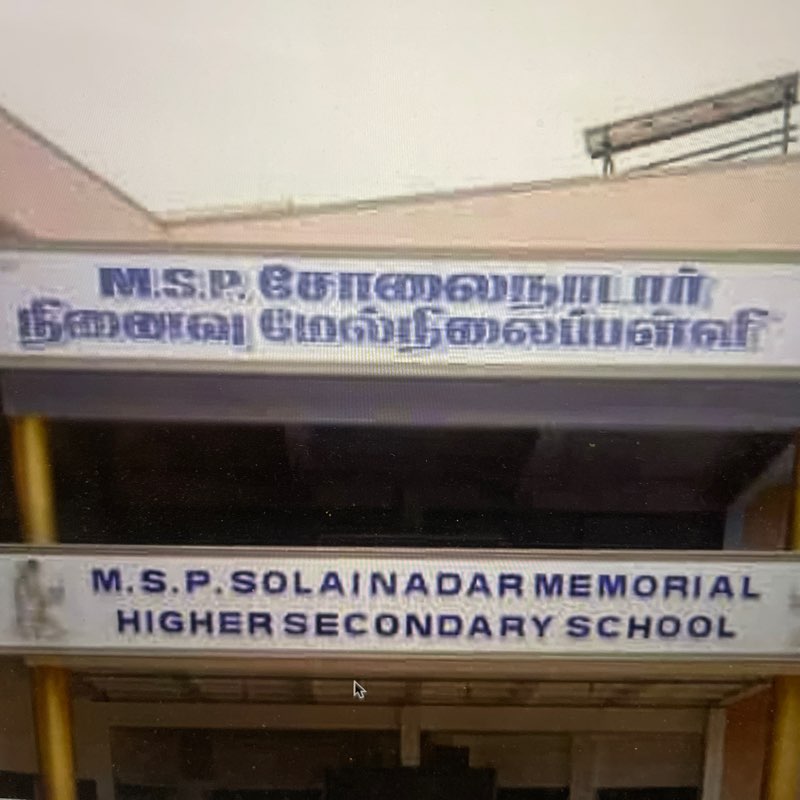 M.S.P. சோலைநாடார்
நினைவு மேல்நிலைப்பள்ளி
M.S.P.SOLAINADAR MEMORIAL
HIGHER SECONDARY SCHOOL